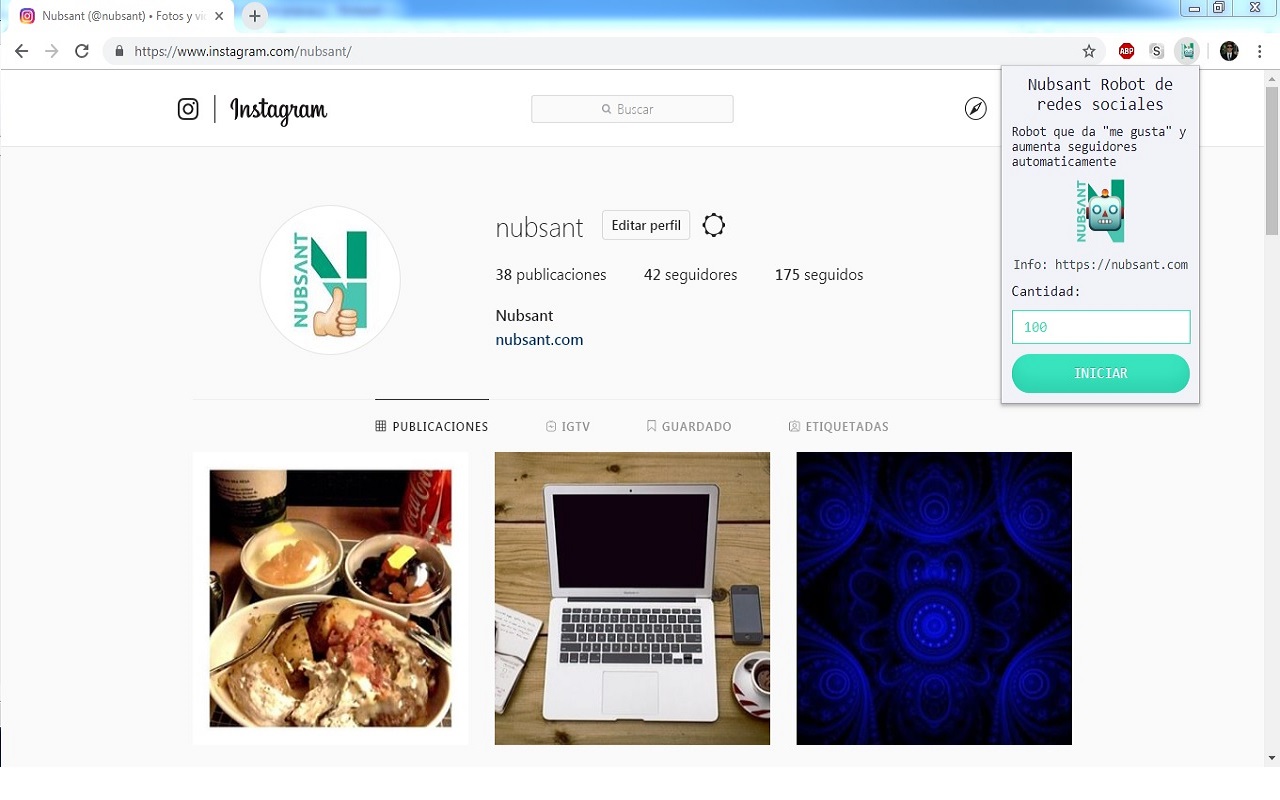 Nubsant (@nubsant) • Fotos y vi
https://www.instagram.com/nubsant/
ABP
S
Instagram
Buscar
Nubsant Robot de
redes sociales
Robot que da "me gusta" y
aumenta seguidores
automaticamente
NUBSANT
Info: https://nubsant.com
Cantidad:
100
INICIAR
NUBSANT
nubsant
Editar perfil
38 publicaciones
42 seguidores
175 seguidos
Nubsant
nubsant.com
PUBLICACIONES
IGTV
GUARDADO
ETIQUETADAS
Coca-Cola